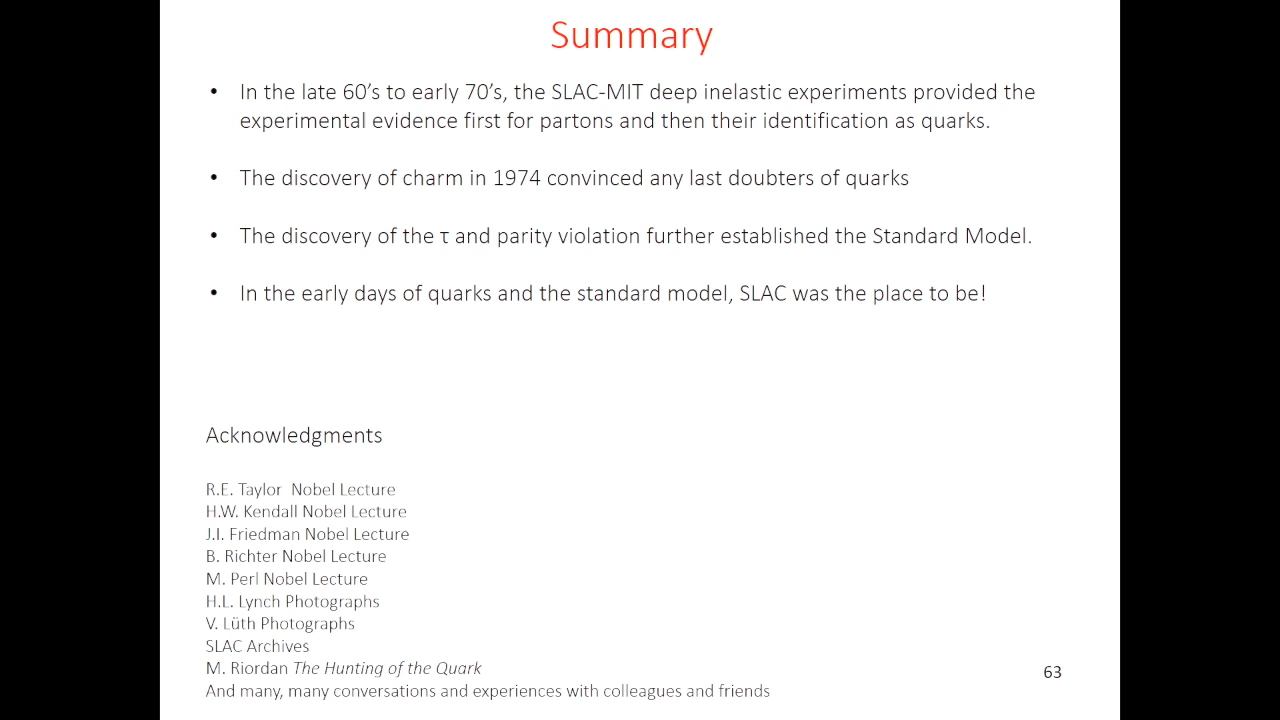 Summary
• In the late 60’s to early 70’s, the SLAC-MIT deep inelastic experiments provided the
experimental evidence first for partons and then their identification as quarks.
• The discovery of charm in 1974 convinced any last doubters of quarks
• The discovery of the τ and parity violation further established the Standard Model.
• In the early days of quarks and the standard model, SLAC was the place to be!
Acknowledgments
R.E. Taylor  Nobel Lecture
H.W. Kendall Nobel Lecture
J.I. Friedman Nobel Lecture
B. Richter Nobel Lecture
M. Perl Nobel Lecture
H.L. Lynch Photographs
V. Lüth Photographs
SLAC Archives
M. Riordan The Hunting of the Quark
And many, many conversations and experiences with colleagues and friends
63